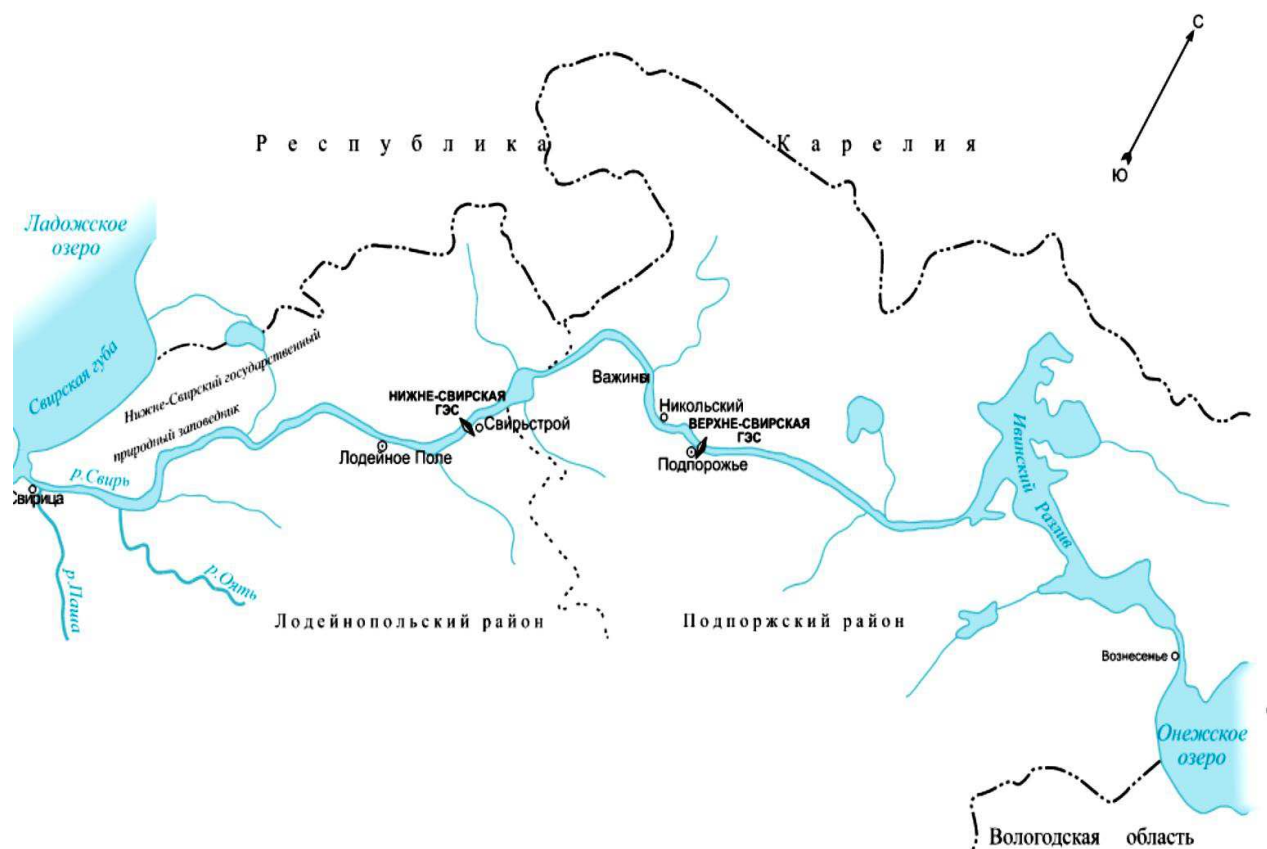 С
Ю
Республика Карелия
Ладожское
озеро
Свирская губа
Нижне-Свирский государственный
природный заповедник
р.Свирь
Свирица
р.Паша
р.Оять
Лодейное Поле
НИЖНЕ-СВИРСКАЯ
ГЭС
Свирьстрой
Важины
Никольский
ВЕРХНЕ-СВИРСКАЯ
ГЭС
Подпорожье
Ивинский
Разлив
Лодейнопольский район
Подпоржский район
Вознесенье
Онежское
озеро
Вологодская область